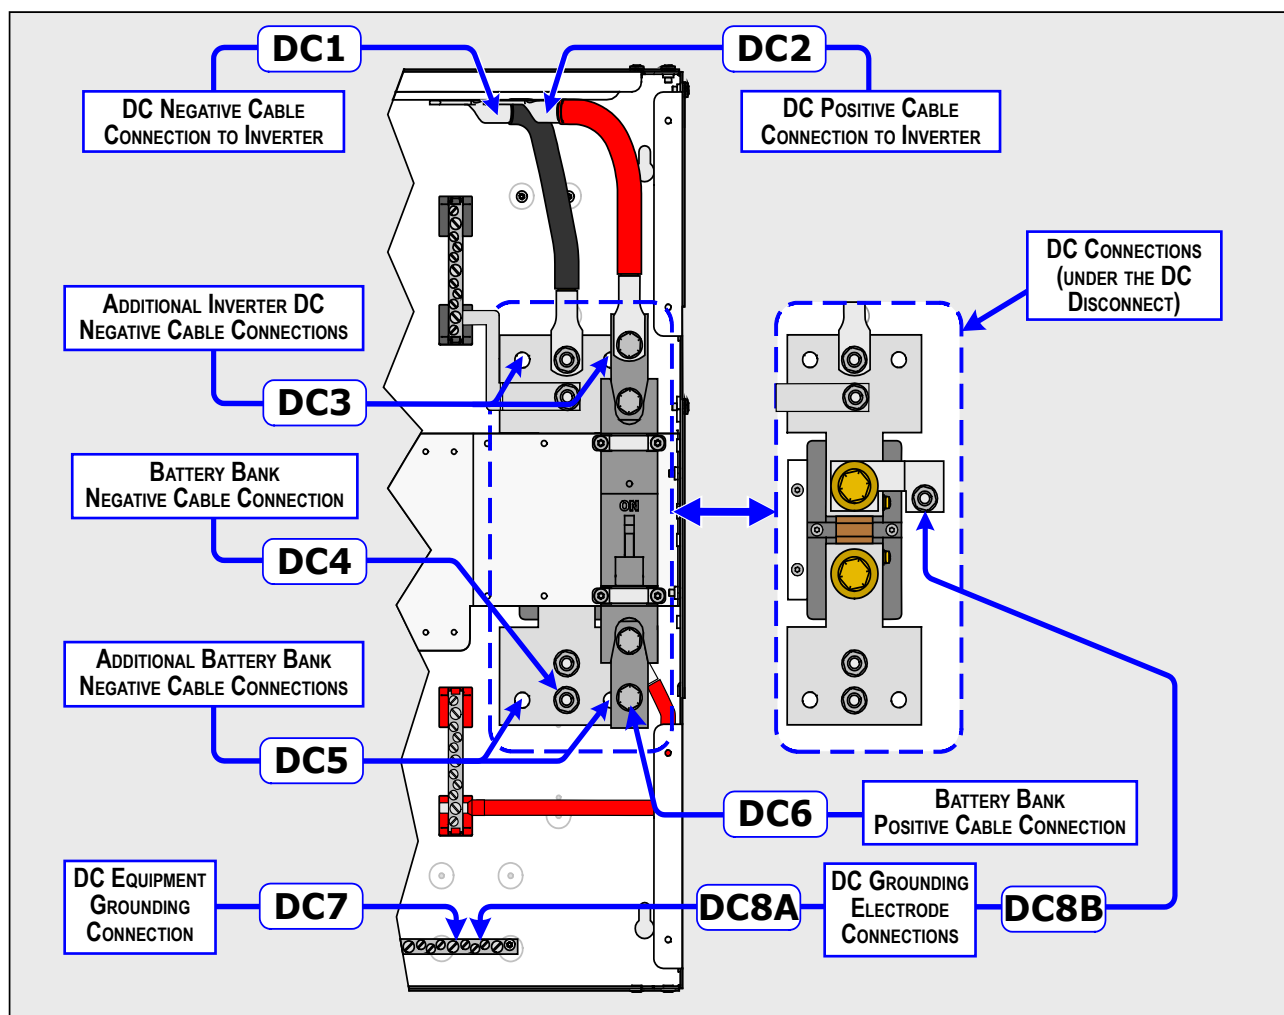 DC1
DC2
DC Negative Cable
Connection to Inverter
DC Positive Cable
Connection to Inverter
DC Connections
(under the DC
Disconnect)
Additional Inverter DC
Negative Cable Connections
DC3
Battery Bank
Negative Cable Connection
ON
DC4
Additional Battery Bank
Negative Cable Connections
DC5
DC6
Battery Bank
Positive Cable Connection
DC Equipment
Grounding
Connection
DC7
DC8A
DC Grounding
Electrode
Connections
DC8B